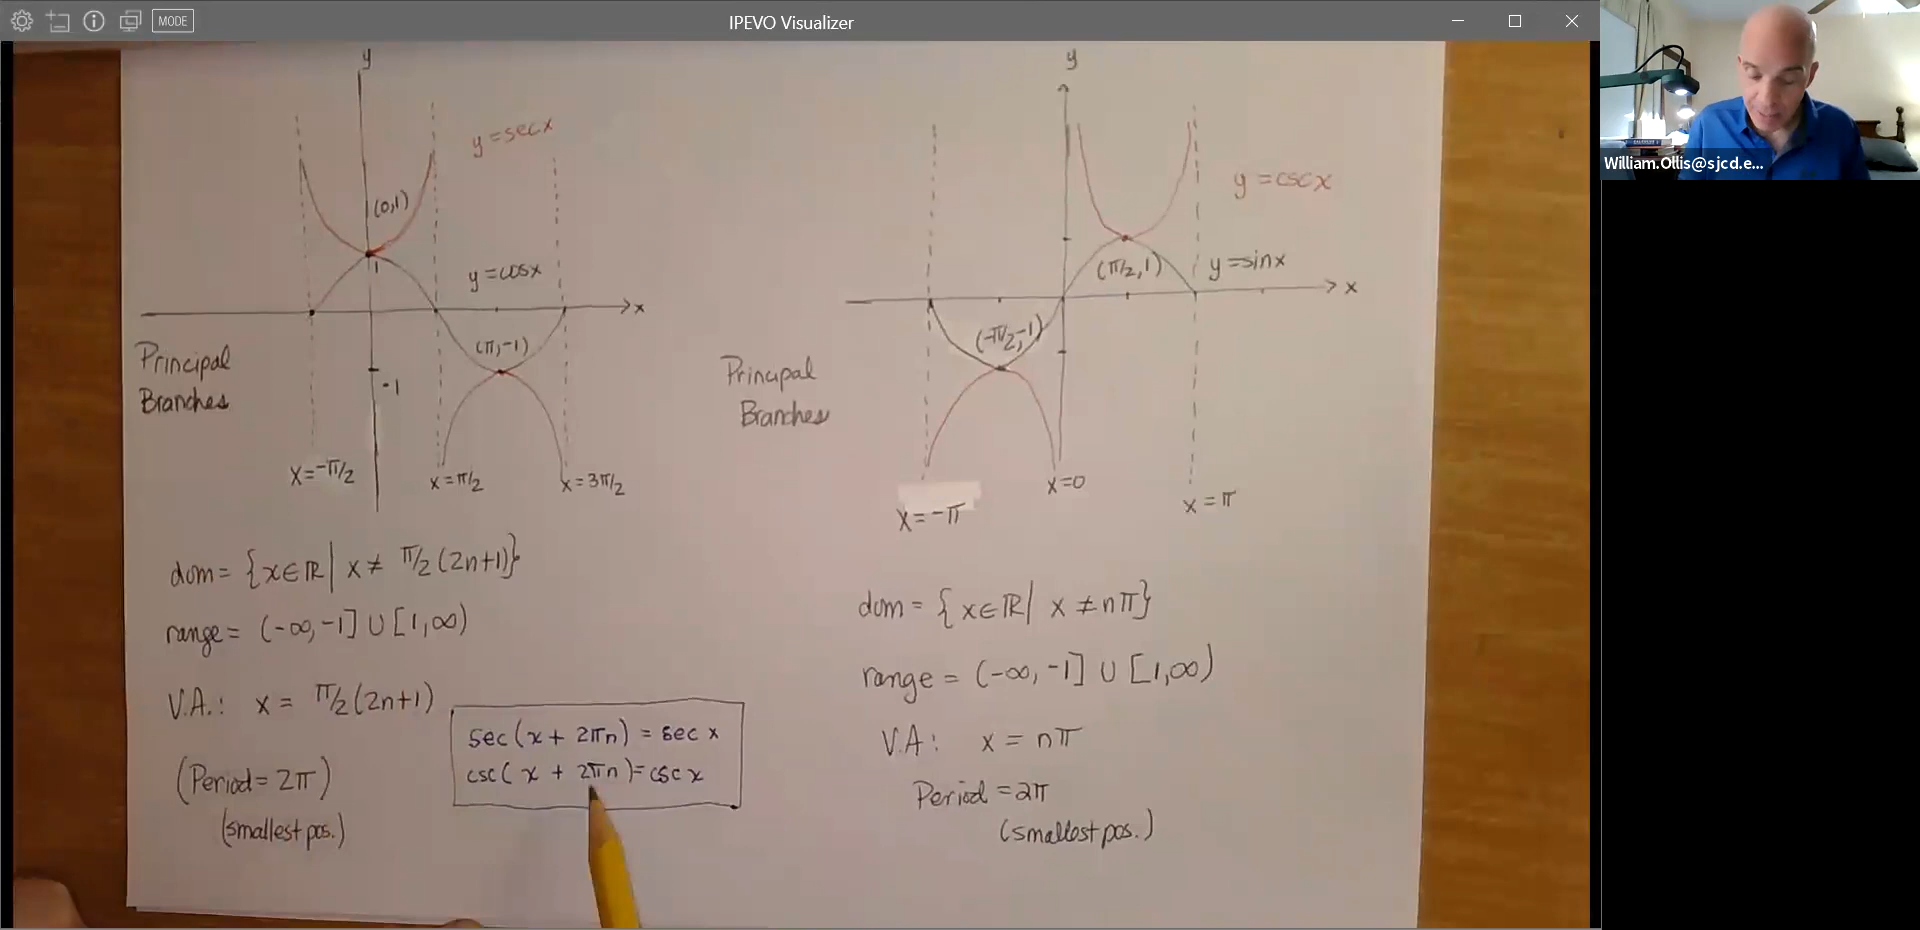 MODE
IPEVO Visualizer
William.Ollis@sjcd.e...
y
y = sec x
(0,1)
1
y = cos x
x
(π, -1)
-1
Principal
Branches
x = -π/2
x = π/2
x = 3π/2
dom = {x ∈ ℝ | x ≠ π/2 (2n+1)}
range = (-∞, -1] ∪ [1, ∞)
V.A.: x = π/2 (2n+1)
(Period = 2π)
(smallest pos.)
sec(x + 2πn) = sec x
csc(x + 2πn) = csc x
y
y = csc x
(π/2, 1)
y = sin x
x
(-π/2, -1)
Principal
Branches
x = -π
x = 0
x = π
dom = {x ∈ ℝ | x ≠ nπ}
range = (-∞, -1] ∪ [1, ∞)
V.A: x = nπ
Period = 2π
(smallest pos.)